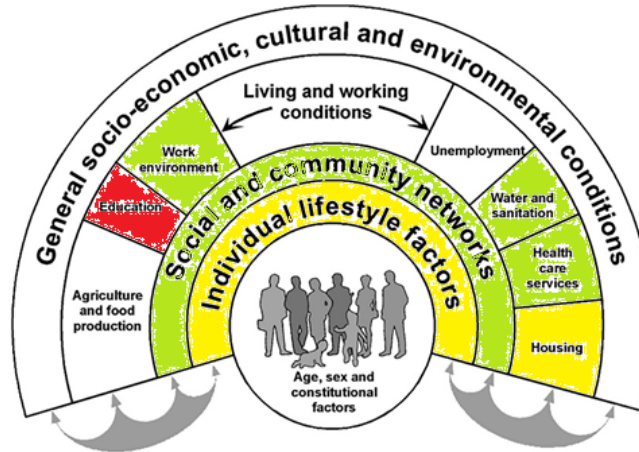 General socio-economic, cultural and environmental conditions
Living and working
conditions
Work
environment
Unemployment
Education
Water and
sanitation
Social and community networks
Individual lifestyle factors
Health
care
services
Agriculture
and food
production
Housing
Age, sex and
constitutional
factors